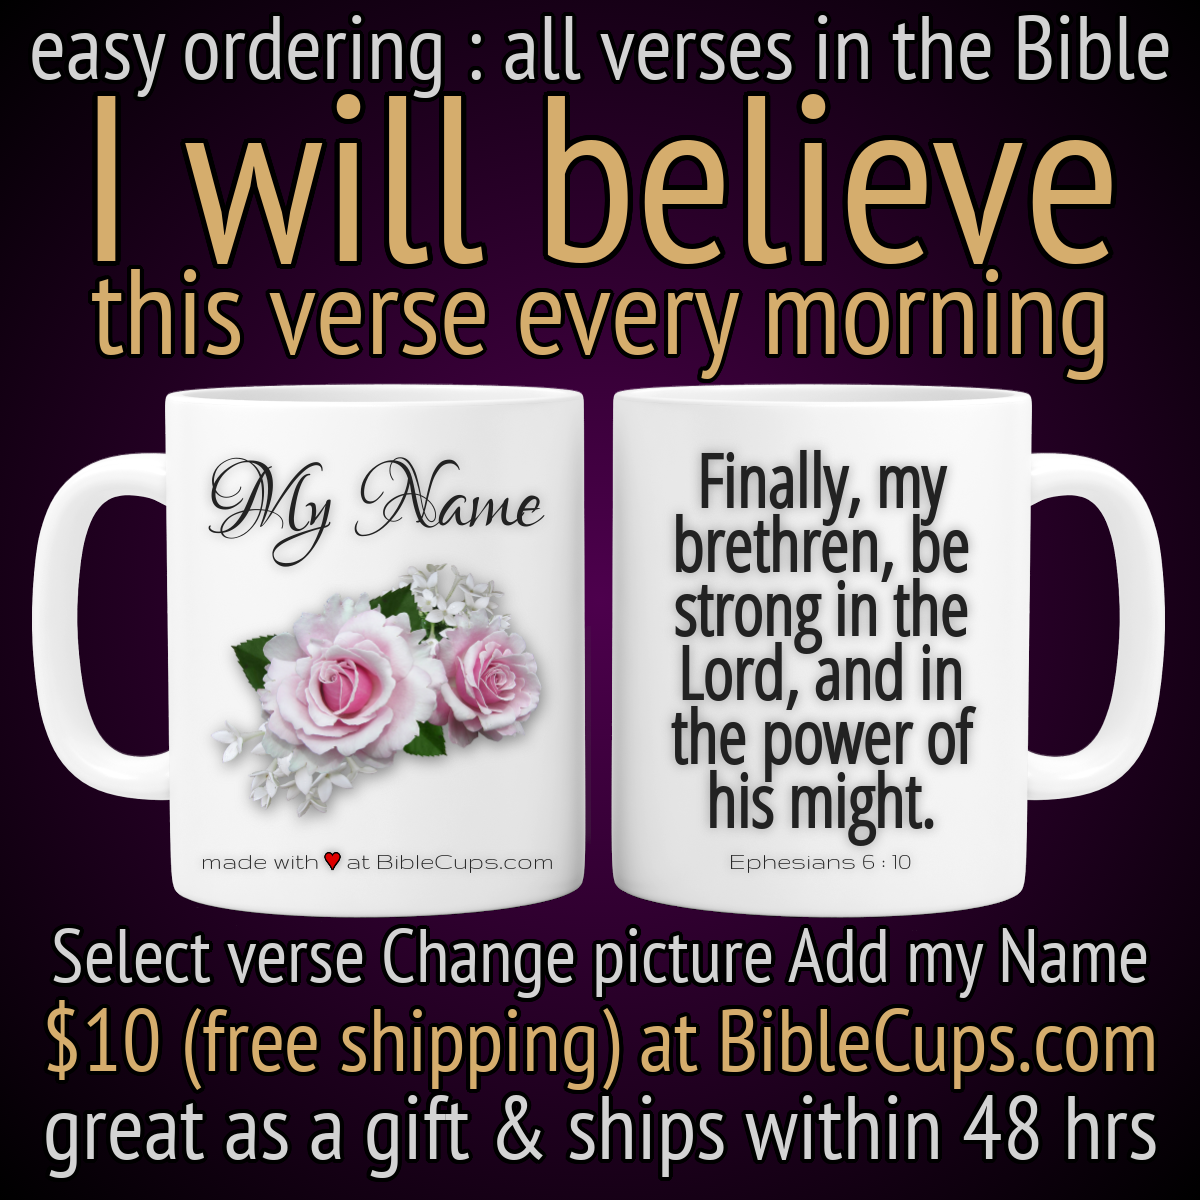 easy ordering : all verses in the Bible
I will believe
this verse every morning
My Name
made with ♥ at BibleCups.com
Finally, my
brethren, be
strong in the
Lord, and in
the power of
his might.
Ephesians 6 : 10
Select verse Change picture Add my Name
$10 (free shipping) at BibleCups.com
great as a gift & ships within 48 hrs